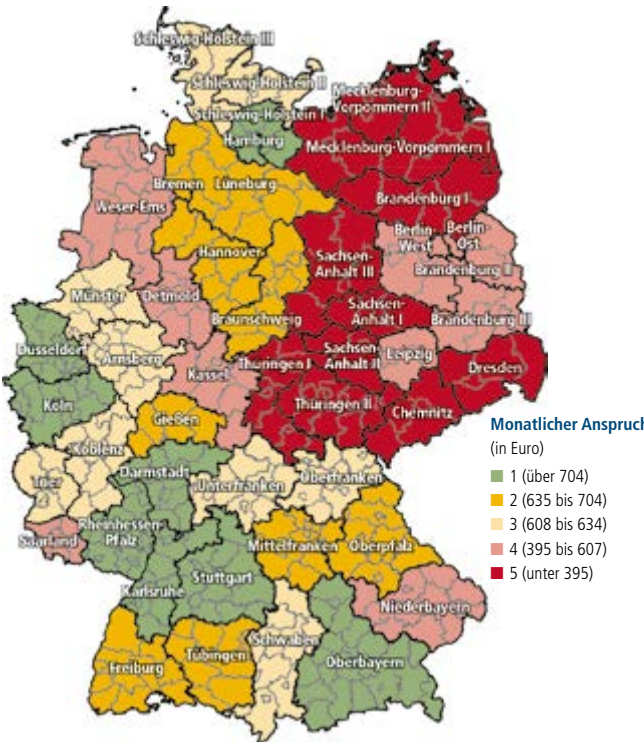 Schleswig-Holstein III
Schleswig-Holstein II
Schleswig-Holstein I
Hamburg
Mecklenburg-
Vorpommern II
Mecklenburg-Vorpommern I
Bremen
Lüneburg
Brandenburg I
Weser-Ems
Berlin-
West
Berlin-
Ost
Hannover
Sachsen-
Anhalt III
Brandenburg II
Münster
Detmold
Braunschweig
Sachsen-
Anhalt I
Brandenburg III
Düsseldorf
Arnsberg
Kassel
Thüringen I
Sachsen-
Anhalt II
Leipzig
Dresden
Köln
Thüringen II
Chemnitz
Gießen
Koblenz
Trier
Darmstadt
Unterfranken
Oberfranken
Saarland
Rheinhessen-
Pfalz
Mittelfranken
Oberpfalz
Karlsruhe
Stuttgart
Niederbayern
Freiburg
Tübingen
Schwaben
Oberbayern
Monatlicher Anspruch
(in Euro)
1 (über 704)
2 (635 bis 704)
3 (608 bis 634)
4 (395 bis 607)
5 (unter 395)